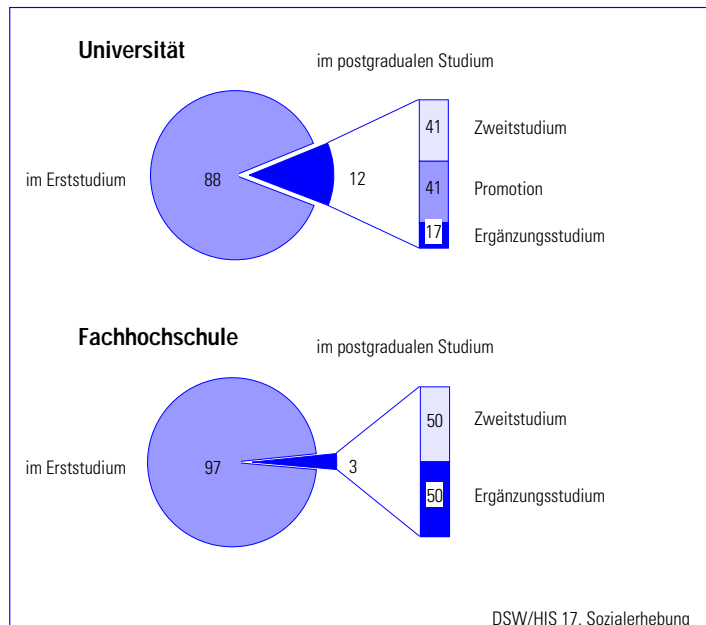 Universität
im postgradualen Studium
41
Zweitstudium
im Erststudium
88
12
41
Promotion
17
Ergänzungsstudium
Fachhochschule
im postgradualen Studium
50
Zweitstudium
im Erststudium
97
3
50
Ergänzungsstudium
DSW/HIS 17. Sozialerhebung